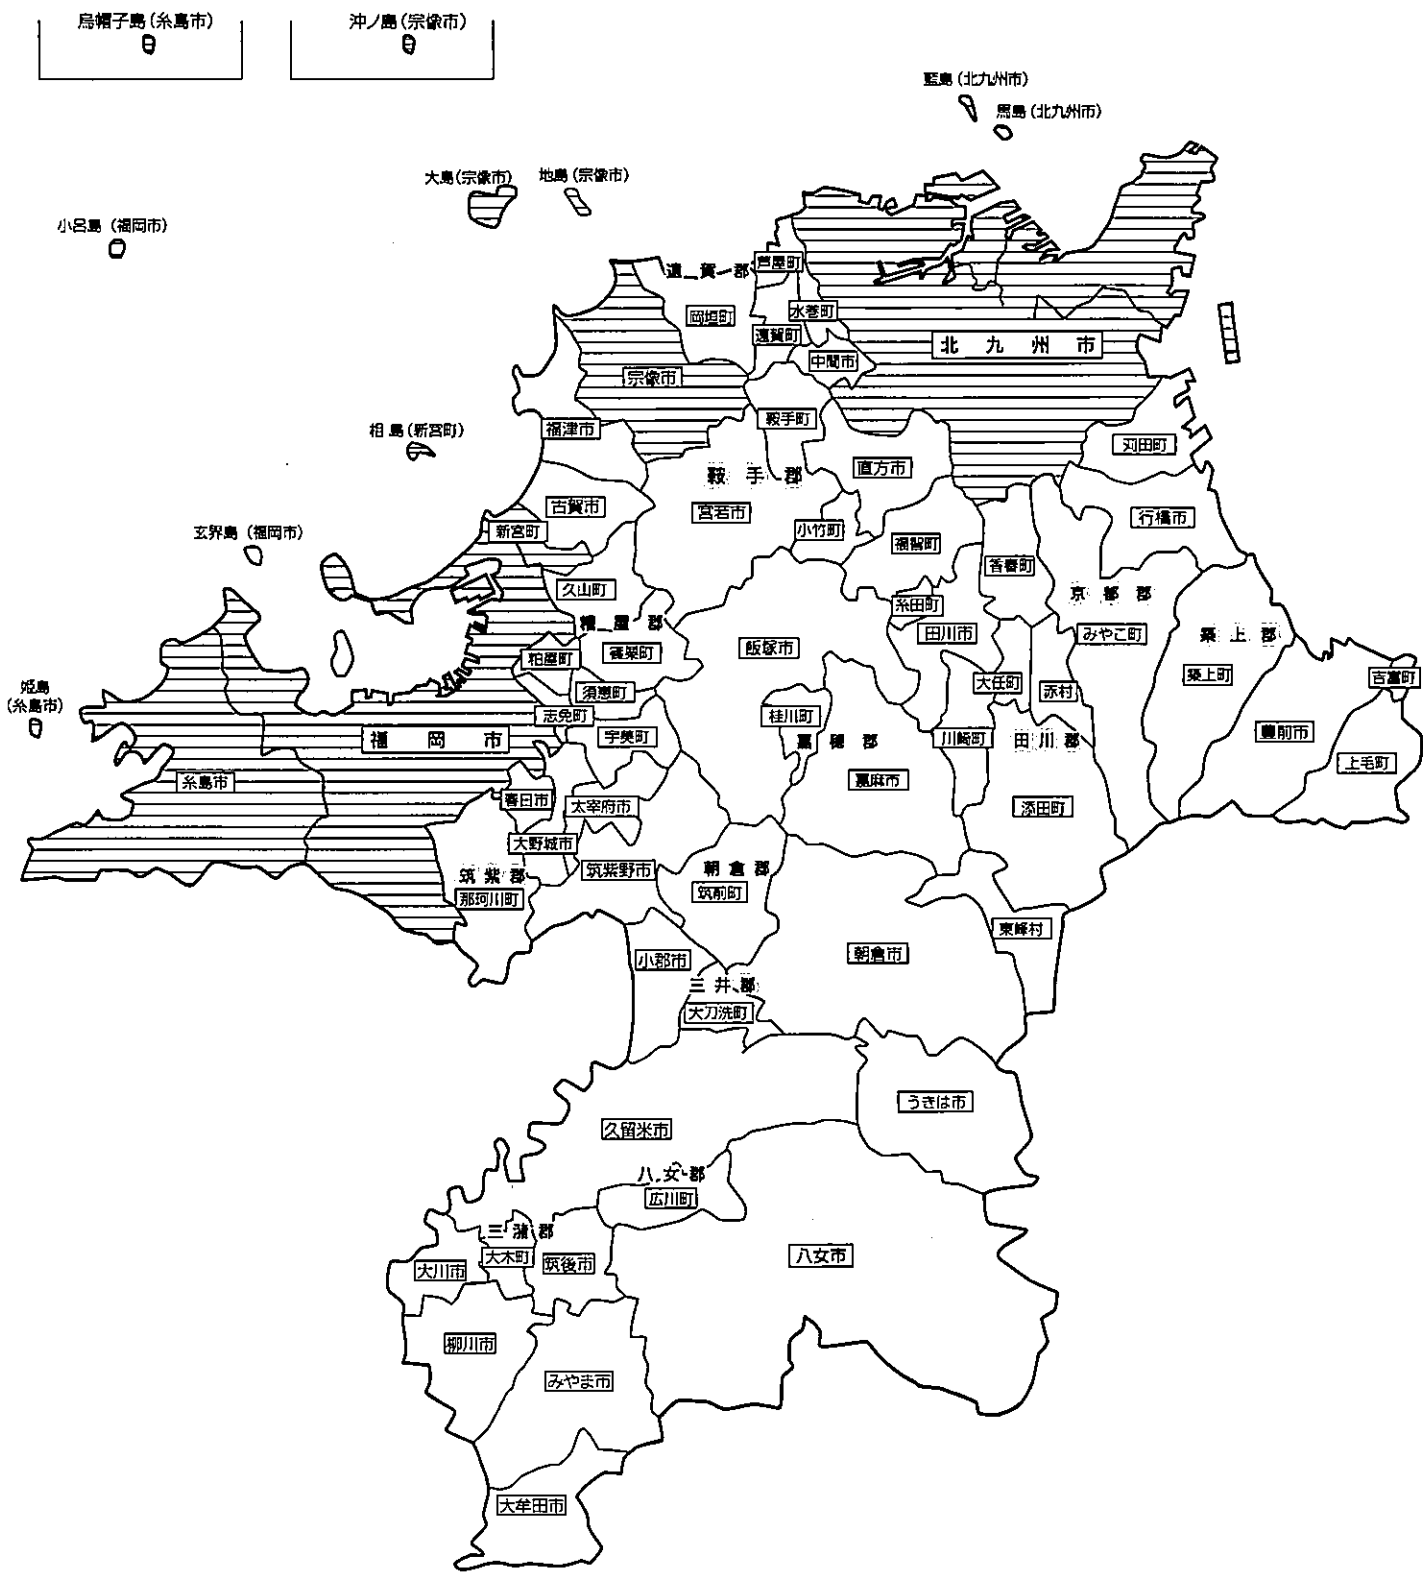 烏帽子島(糸島市)
沖ノ島(宗像市)
藍島(北九州市)
馬島(北九州市)
大島(宗像市)
地島(宗像市)
小呂島(福岡市)
遠賀郡
芦屋町
岡垣町
水巻町
遠賀町
北九州市
中間市
宗像市
鞍手町
福津市
相島(新宮町)
苅田町
直方市
鞍手郡
古賀市
宮若市
行橋市
新宮町
小竹町
玄界島(福岡市)
福智町
香春町
久山町
京都郡
糸田町
糟屋郡
田川市
みやこ町
築上郡
飯塚市
篠栗町
粕屋町
築上町
吉富町
大任町
赤村
須恵町
姫島
(糸島市)
志免町
桂川町
豊前市
福岡市
宇美町
嘉穂郡
川崎町
田川郡
上毛町
糸島市
嘉麻市
春日市
太宰府市
添田町
大野城市
筑紫郡
筑紫野市
朝倉郡
那珂川町
筑前町
東峰村
小郡市
朝倉市
三井郡
大刀洗町
うきは市
久留米市
八女郡
広川町
三潴郡
大木町
筑後市
八女市
大川市
柳川市
みやま市
大牟田市